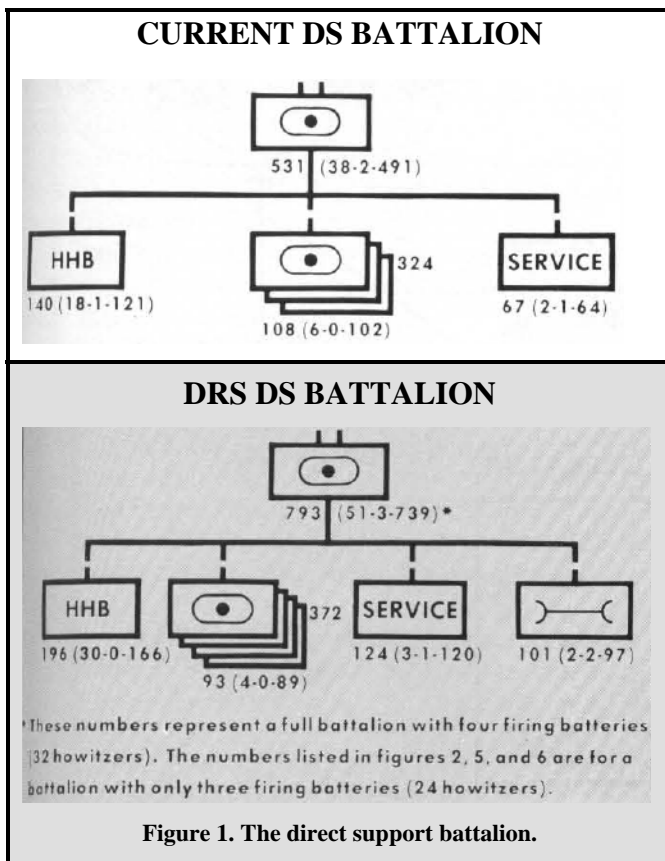 CURRENT DS BATTALION
531 (38-2-491)
HHB
324
SERVICE
140 (18-1-121)
108 (6-0-102)
67 (2-1-64)
DRS DS BATTALION
793 (51-3-739)*
HHB
372
SERVICE
196 (30-0-166)
93 (4-0-89)
124 (3-1-120)
101 (2-2-97)
*These numbers represent a full battalion with four firing batteries
(32 howitzers). The numbers listed in figures 2, 5, and 6 are for a
battalion with only three firing batteries (24 howitzers).
Figure 1. The direct support battalion.